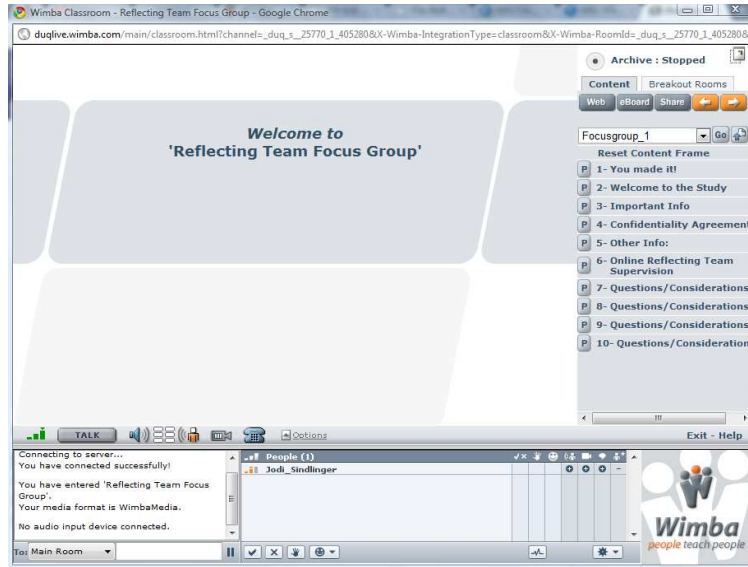 Wimba Classroom - Reflecting Team Focus Group - Google Chrome
duqlive.wimba.com/main/classroom.html?channel=_duq_s__25770_1_405280&X-Wimba-IntegrationType=classroom&X-Wimba-RoomId=_duq_s__25770_1_405280&
Archive : Stopped
Content Breakout Rooms
Web eBoard Share
Welcome to
'Reflecting Team Focus Group'
Focusgroup_1 Go
Reset Content Frame
P 1- You made it!
P 2- Welcome to the Study
P 3- Important Info
P 4- Confidentiality Agreement
P 5- Other Info:
P 6- Online Reflecting Team
Supervision
P 7- Questions/Considerations
P 8- Questions/Considerations
P 9- Questions/Considerations
P 10- Questions/Consideration
TALK Options Exit - Help
Connecting to server...
You have connected successfully!
You have entered 'Reflecting Team Focus
Group'.
Your media format is WimbaMedia.
No audio input device connected.
To: Main Room
People (1)
Jodi_Sindlinger
Wimba
people teach people